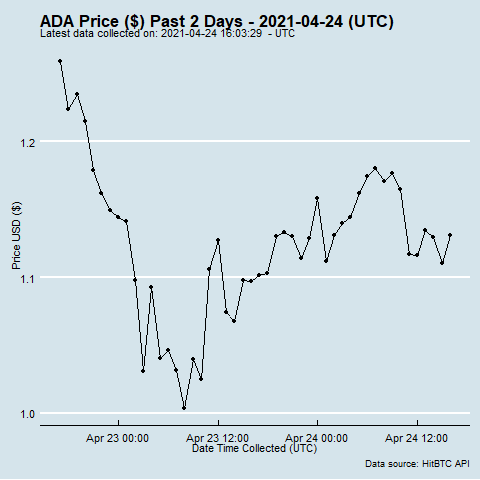 ADA Price ($) Past 2 Days - 2021-04-24 (UTC)
Latest data collected on: 2021-04-24 16:03:29  - UTC
1.2
1.1
1.0
Price USD ($)
Apr 23 00:00 Apr 23 12:00 Apr 24 00:00 Apr 24 12:00
Date Time Collected (UTC)
Data source: HitBTC API